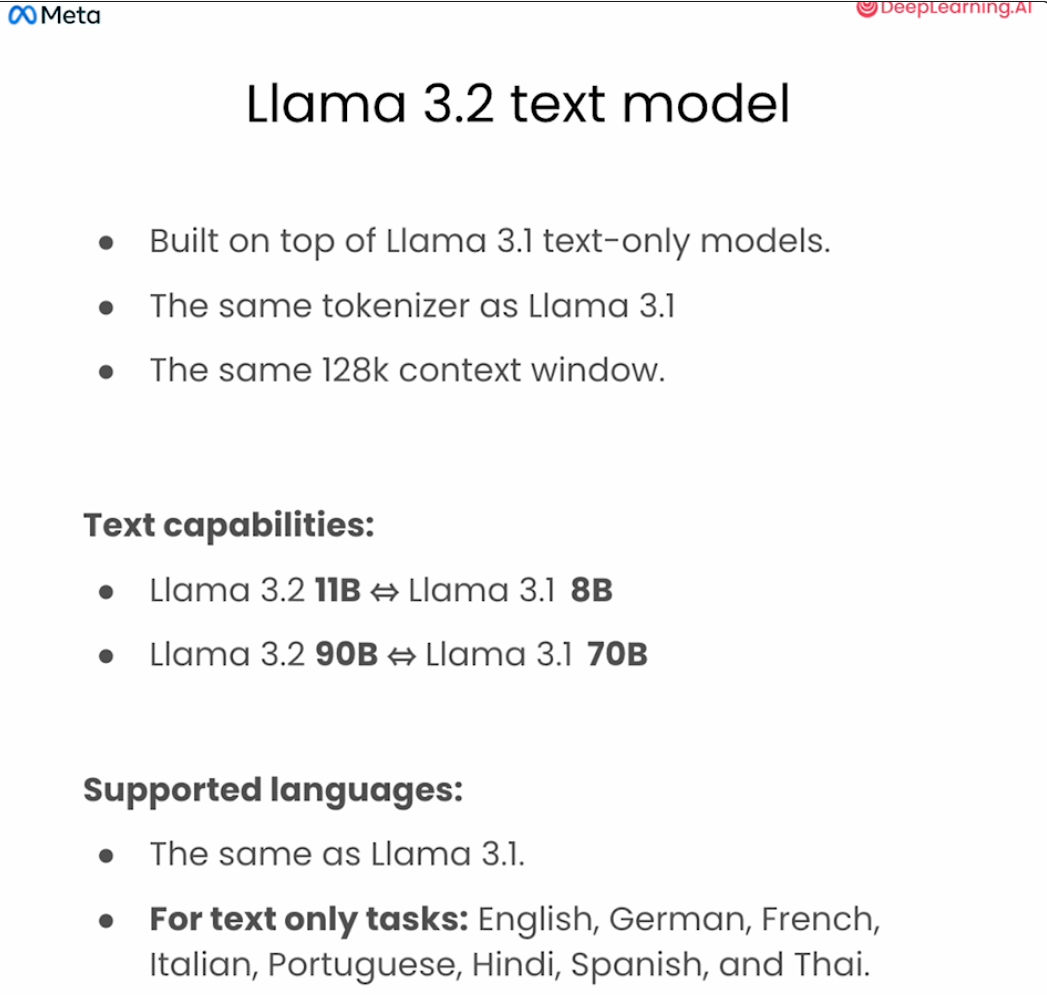 Meta
DeepLearning.AI
Llama 3.2 text model
● Built on top of Llama 3.1 text-only models.
● The same tokenizer as Llama 3.1
● The same 128k context window.
Text capabilities:
● Llama 3.2 11B ⇔ Llama 3.1 8B
● Llama 3.2 90B ⇔ Llama 3.1 70B
Supported languages:
● The same as Llama 3.1.
● For text only tasks: English, German, French,
Italian, Portuguese, Hindi, Spanish, and Thai.